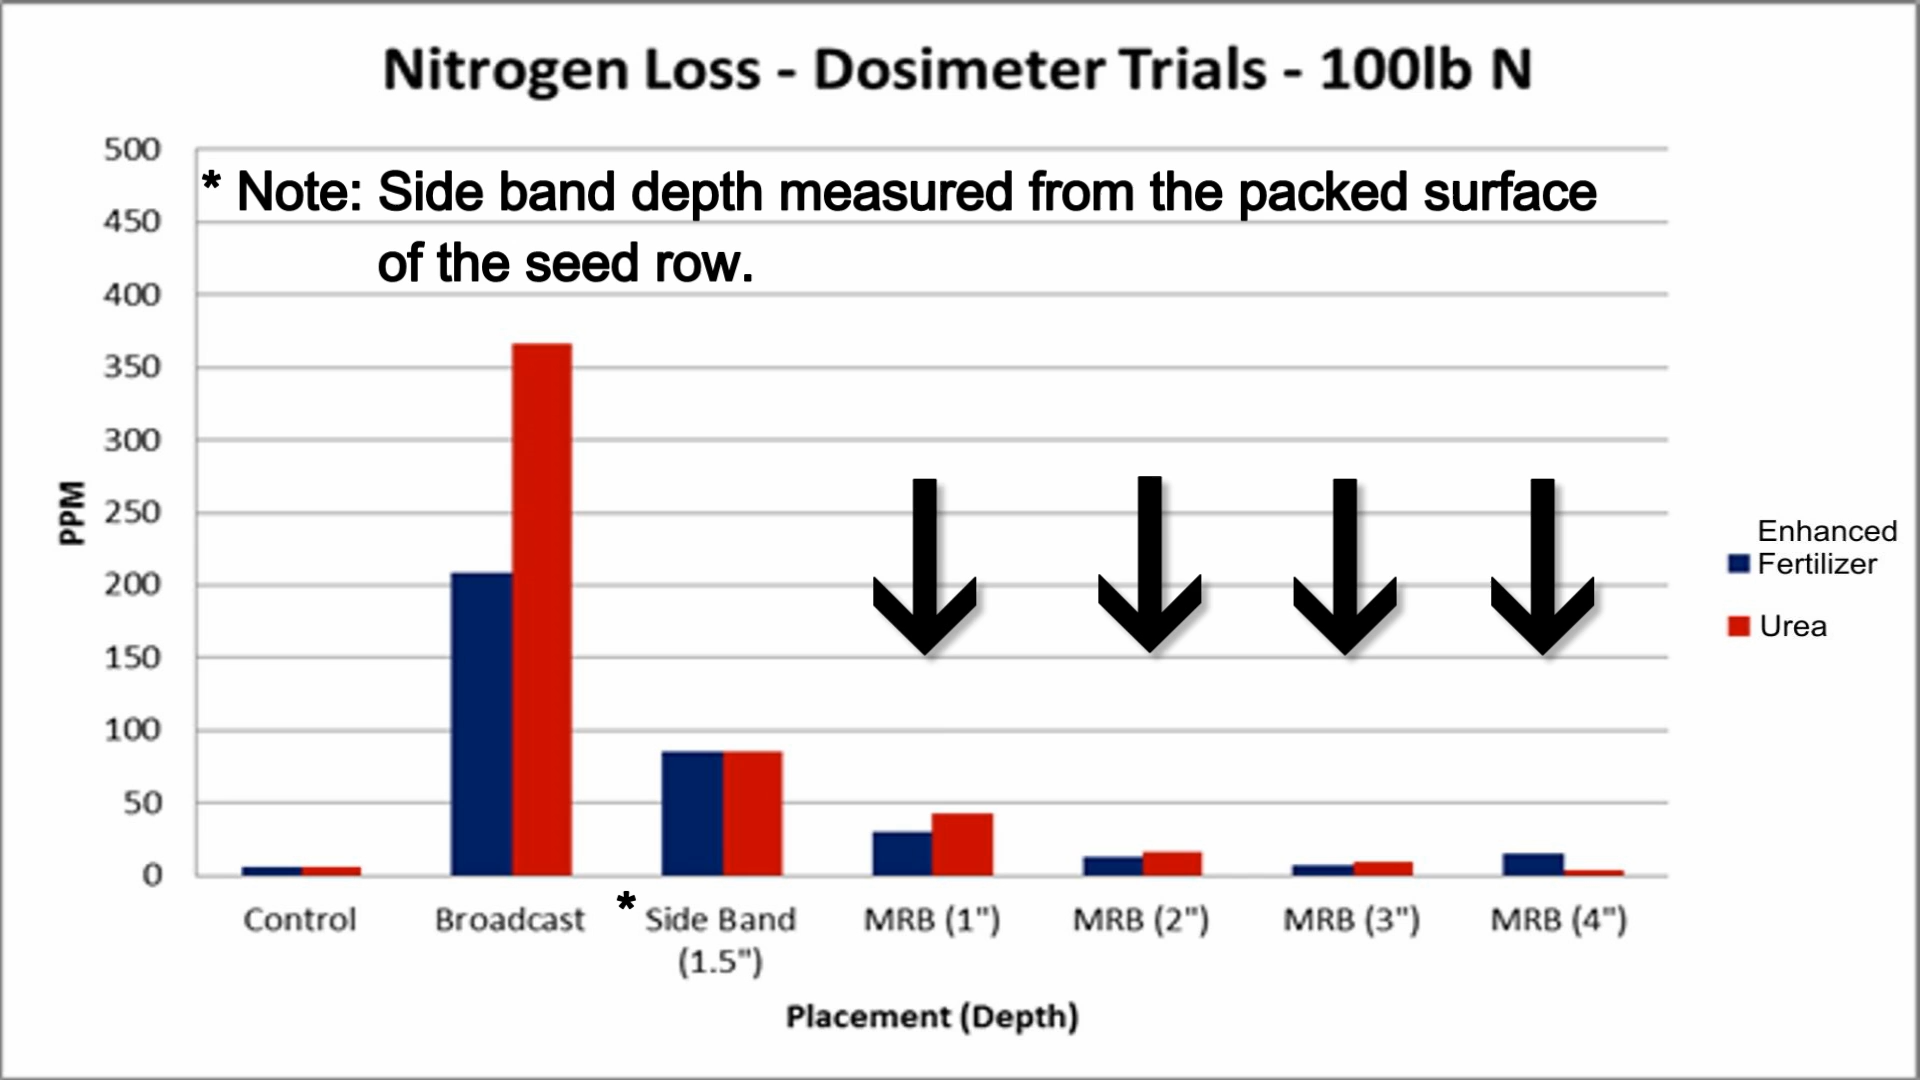 Nitrogen Loss - Dosimeter Trials - 100lb N
500
* Note: Side band depth measured from the packed surface
450
of the seed row.
400
350
300
250
200
150
100
50
0
PPM
Enhanced
Fertilizer
Urea
Control
Broadcast
* Side Band
(1.5")
MRB (1")
MRB (2")
MRB (3")
MRB (4")
Placement (Depth)